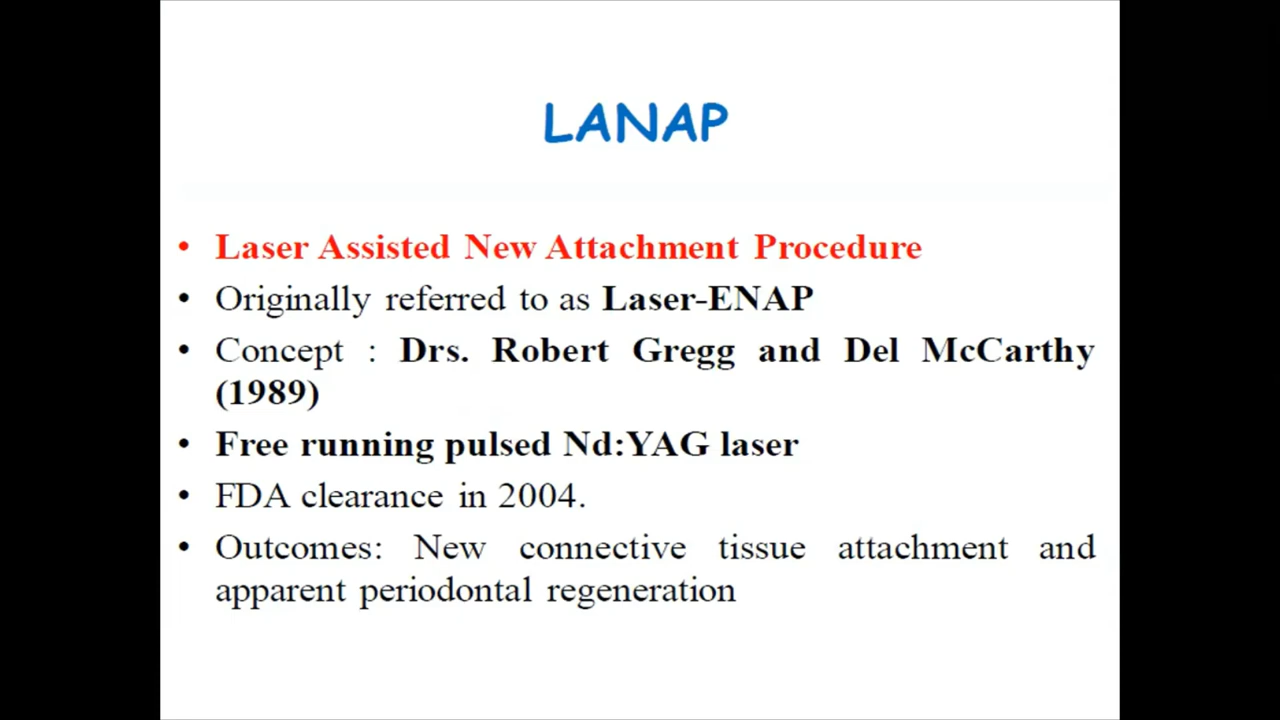 LANAP
• Laser Assisted New Attachment Procedure
• Originally referred to as Laser-ENAP
• Concept : Drs. Robert Gregg and Del McCarthy
(1989)
• Free running pulsed Nd:YAG laser
• FDA clearance in 2004.
• Outcomes: New connective tissue attachment and
apparent periodontal regeneration